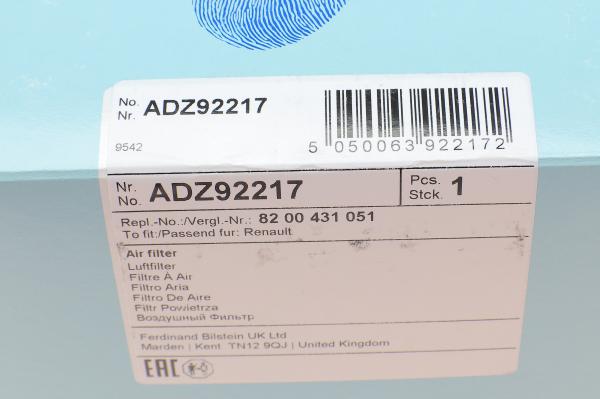 No.
Nr. ADZ92217
9542
5 050063 922172
Nr.
No. ADZ92217
Pcs.
Stck. 1
Repl.-No.:/Vergl.-Nr.: 82 00 431 051
To fit:/Passend fur: Renault
Air filter
Luftfilter
Filtre À Air
Filtro Aria
Filtro De Aire
Filtr Powietrza
Воздушный Фильтр
Ferdinand Bilstein UK Ltd
Marden | Kent TN12 9QJ | United Kingdom
EAC